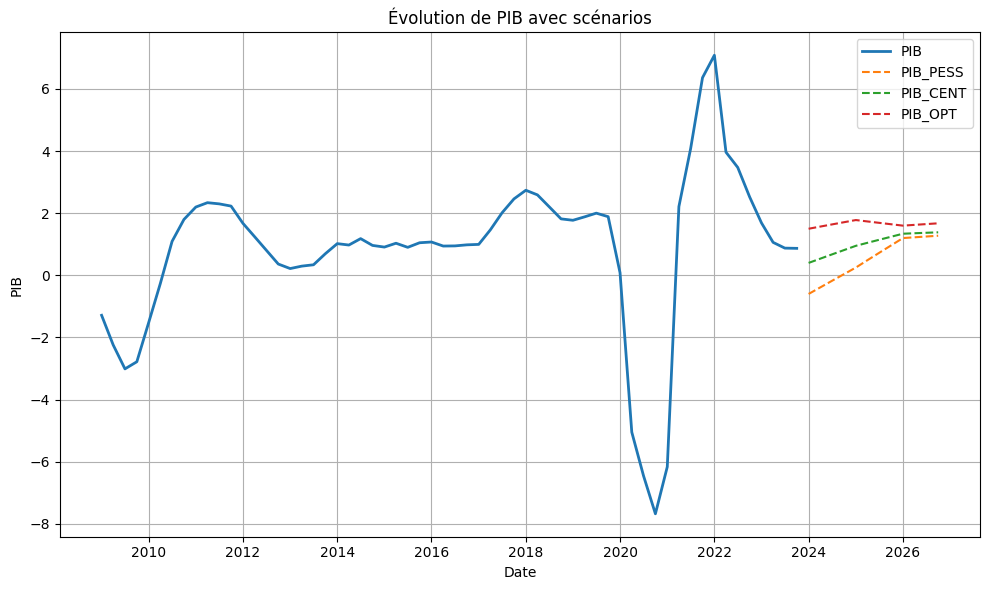 Évolution de PIB avec scénarios
PIB
PIB_PESS
PIB_CENT
PIB_OPT
6
4
2
0
−2
−4
−6
−8
PIB
2010 2012 2014 2016 2018 2020 2022 2024 2026
Date